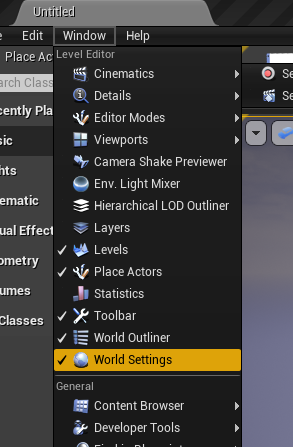 Untitled
Edit Window Help
Place Act
Level Editor
arch Class
Cinematics
Se
ecently Pla
Details
Se
Editor Modes
sic
Viewports
hts
Camera Shake Previewer
ematic
Env. Light Mixer
ual Effect
Hierarchical LOD Outliner
ometry
Layers
umes
Levels
Classes
Place Actors
Statistics
Toolbar
World Outliner
World Settings
General
Content Browser
Developer Tools